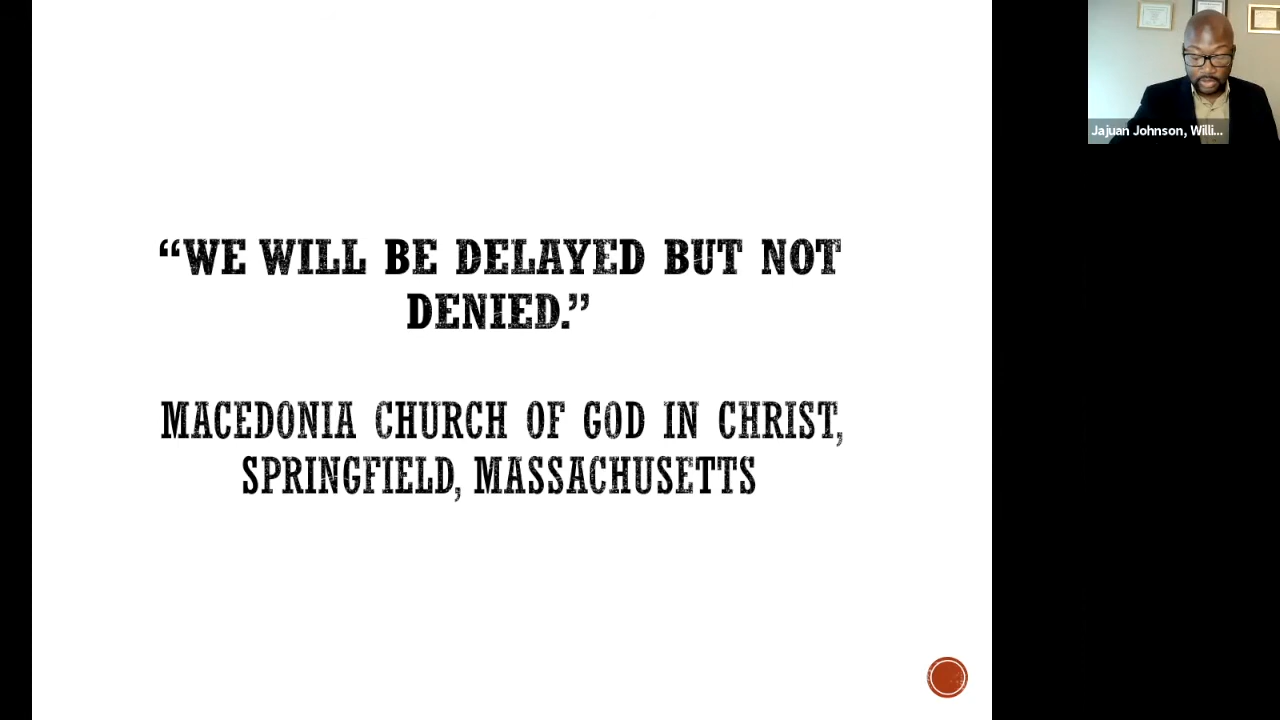 “WE WILL BE DELAYED BUT NOT
DENIED.”
MACEDONIA CHURCH OF GOD IN CHRIST,
SPRINGFIELD, MASSACHUSETTS
Jajuan Johnson, Willi...